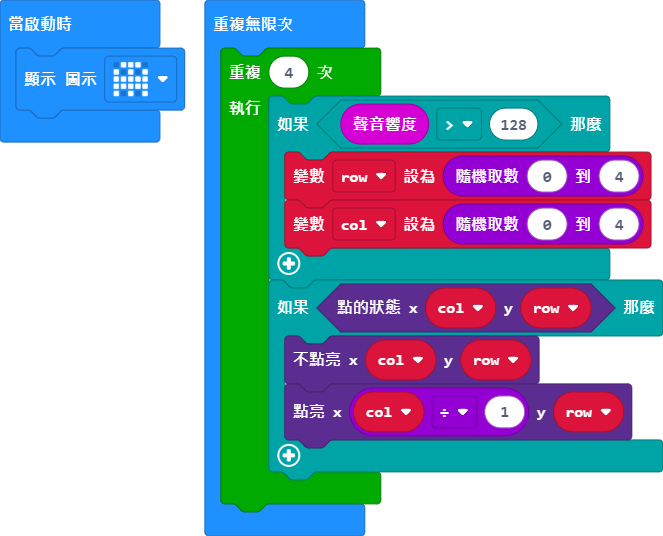 當啟動時
顯示 圖示
重複無限次
重複 4 次
執行
如果 聲音響度 > 128 那麼
變數 row 設為 隨機取數 0 到 4
變數 col 設為 隨機取數 0 到 4
如果 點的狀態 x col y row 那麼
不點亮 x col y row
點亮 x col ÷ 1 y row